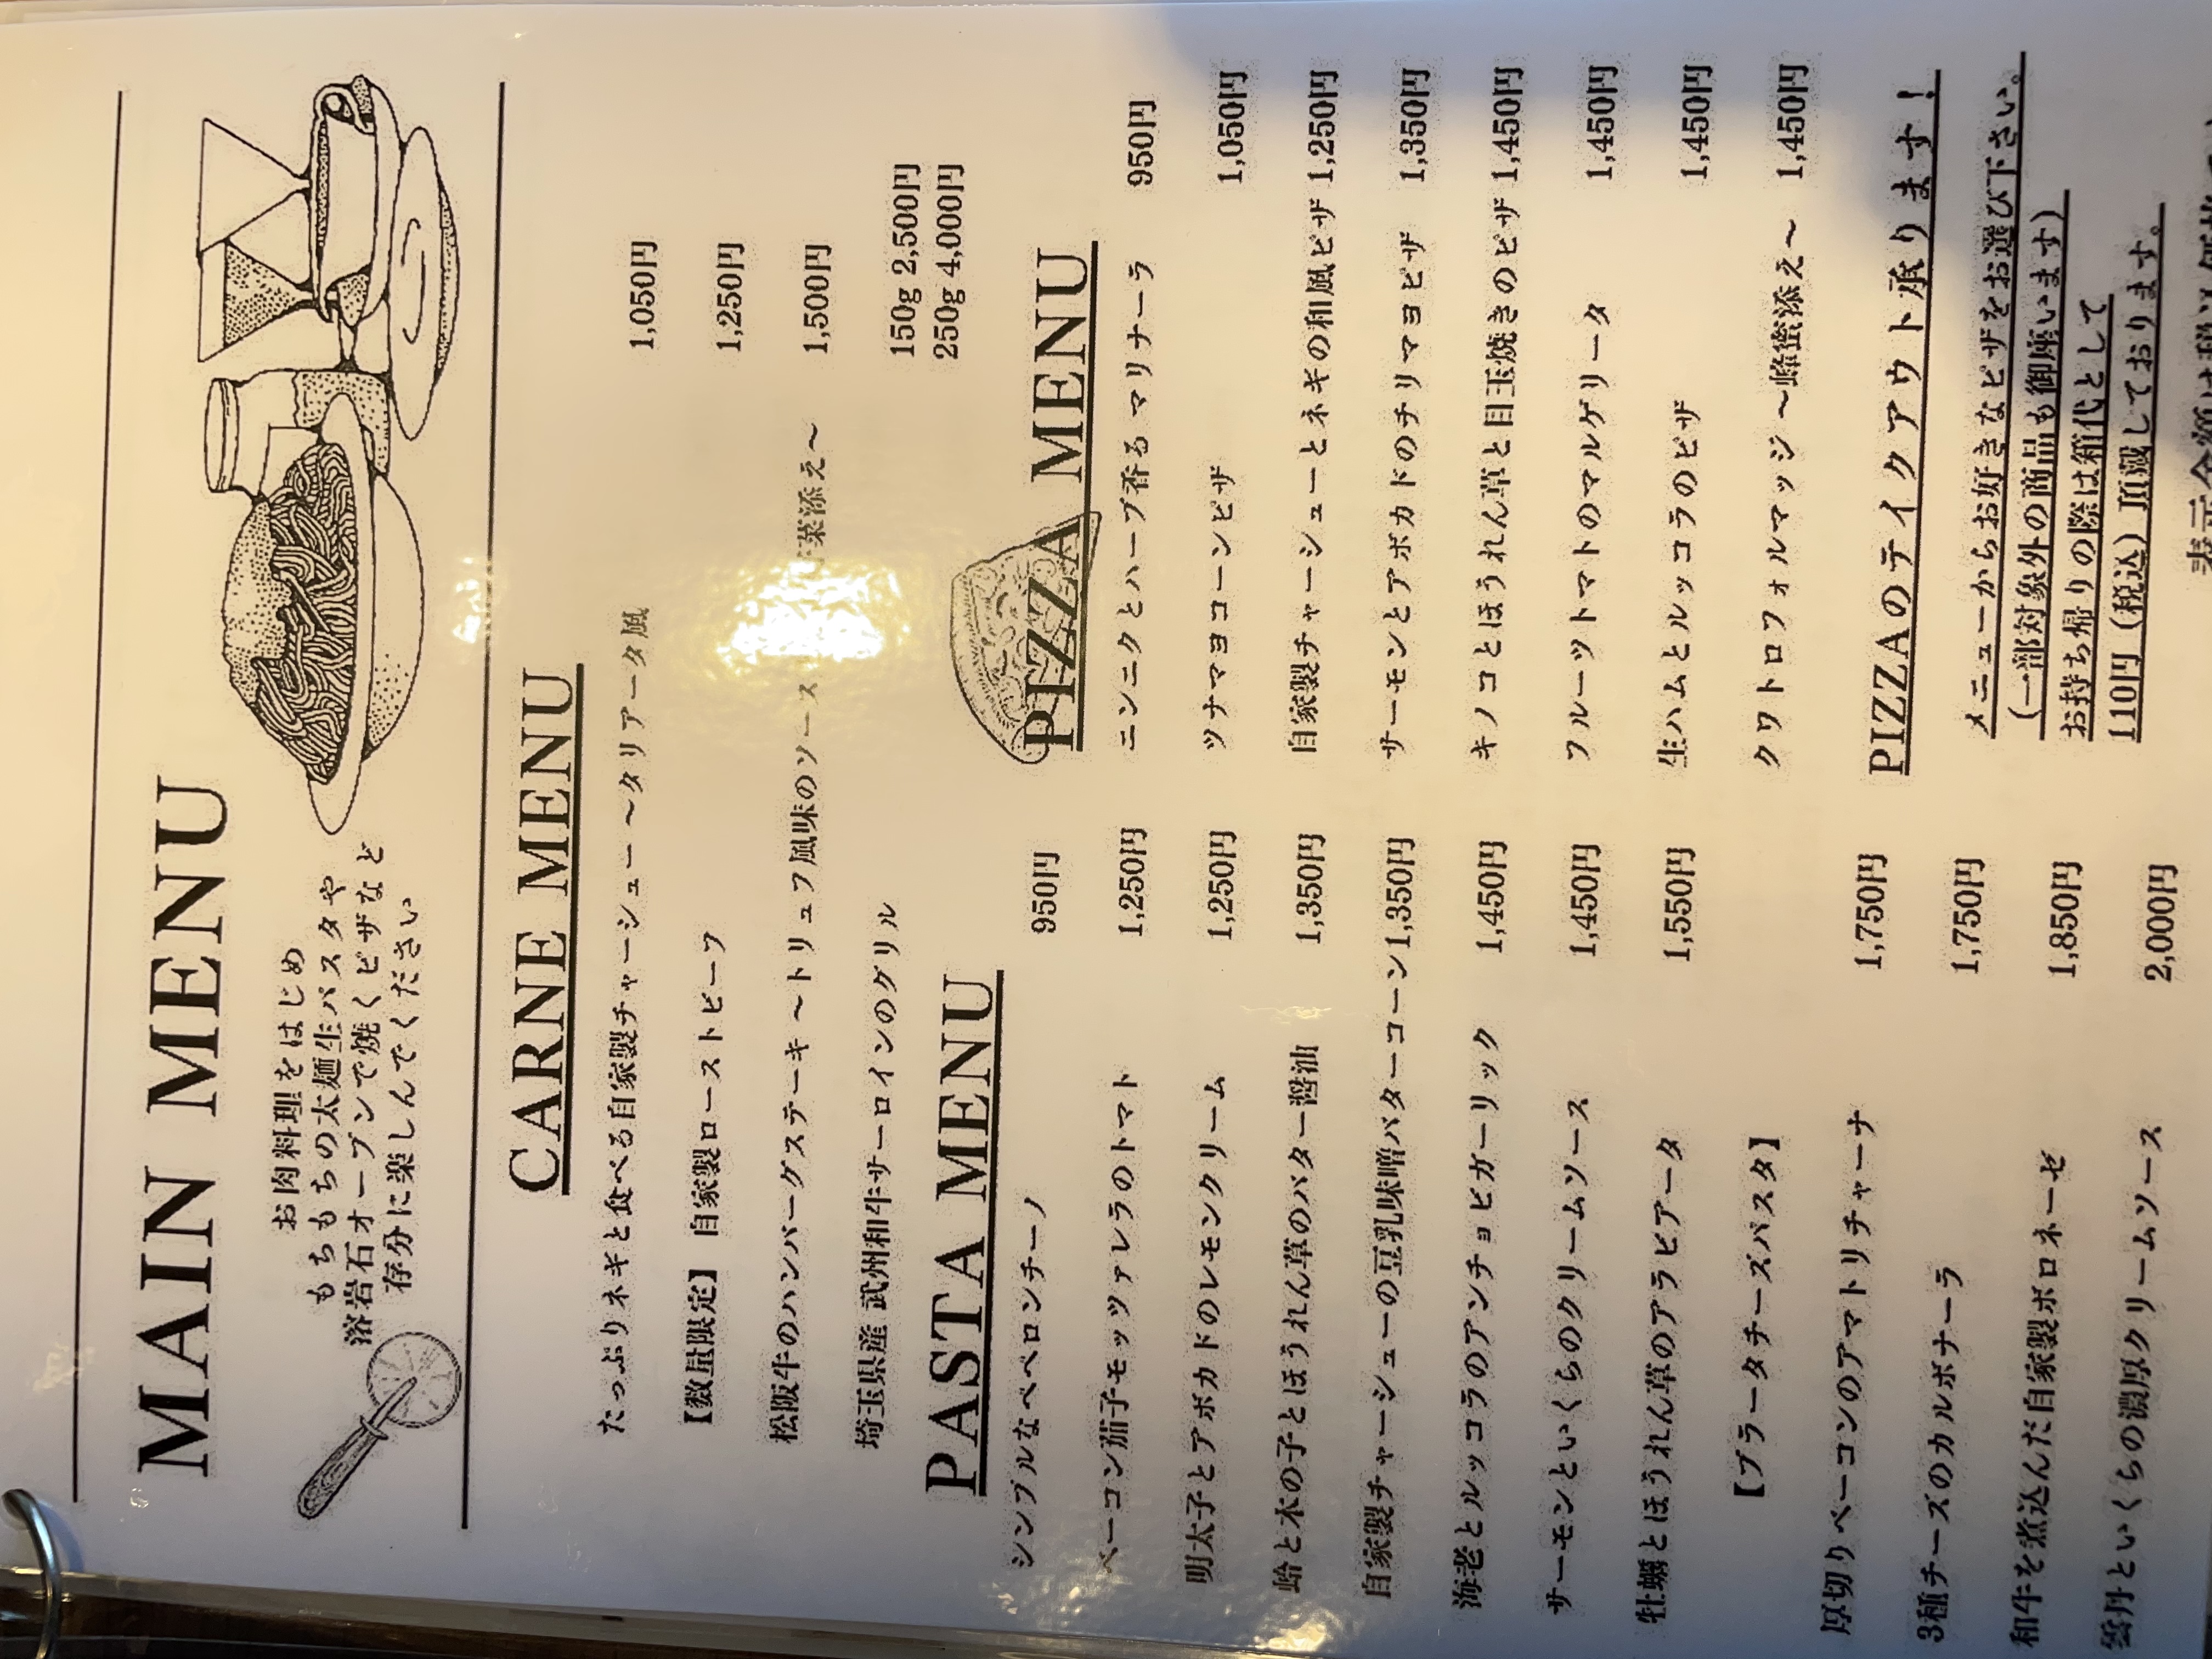 MAIN MENU
お肉料理をはじめ
もちもちの太麺生パスタや
溶岩石オーブンで焼くピザなど
存分に楽しんでください
CARNE MENU
たっぷりネギと食べる自家製チャーシュー ～タリアータ風 1,050円
【数量限定】 自家製ローストビーフ 1,250円
松阪牛のハンバーグステーキ ～トリュフ風味のソース 菜添え～ 1,500円
埼玉県産 武州和牛サーロインのグリル 150g 2,500円
250g 4,000円
PASTA MENU
シンプルなペペロンチーノ 950円
ベーコン茄子モッツァレラのトマト 1,250円
明太子とアボカドのレモンクリーム 1,250円
蛤と木の子とほうれん草のバター醤油 1,350円
自家製チャーシューの豆乳味噌バターコーン 1,350円
海老とルッコラのアンチョビガーリック 1,450円
サーモンといくらのクリームソース 1,450円
牡蠣とほうれん草のアラビアータ 1,550円
【ブラータチーズパスタ】
厚切りベーコンのアマトリチャーナ 1,750円
3種チーズのカルボナーラ 1,750円
和牛を煮込んだ自家製ボロネーゼ 1,850円
雲丹といくらの濃厚クリームソース 2,000円
PIZZA MENU
ニンニクとハーブ香る マリナーラ 950円
ツナマヨコーンピザ 1,050円
自家製チャーシューとネギの和風ピザ 1,250円
サーモンとアボカドのチリマヨピザ 1,350円
キノコとほうれん草と目玉焼きのピザ 1,450円
フルーツトマトのマルゲリータ 1,450円
生ハムとルッコラのピザ 1,450円
クワトロフォルマッジ ～蜂蜜添え～ 1,450円
PIZZAのテイクアウト承ります！
メニューからお好きなピザをお選び下さい。
（一部対象外の商品も御座います）
お持ち帰りの際は箱代として
110円（税込）頂戴しております。